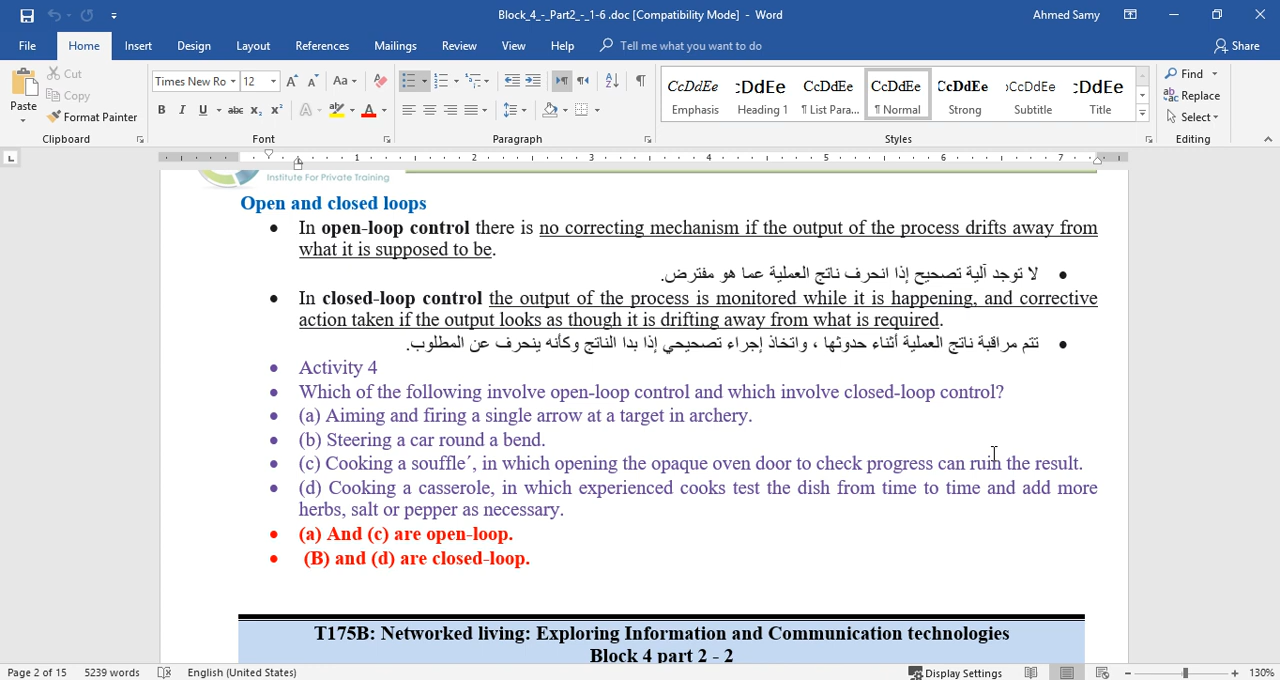 Block_4_-_Part2_-_1-6 .doc [Compatibility Mode] - Word
Ahmed Samy
File Home Insert Design Layout References Mailings Review View Help Tell me what you want to do Share
Paste
Cut
Copy
Format Painter
Clipboard
Times New Ro 12
Font
Paragraph
CcDdEe :DdEe CcDdEe CcDdEe CcDdEe CcDdEe :DdEe
Emphasis Heading 1 ¶ List Para... ¶ Normal Strong Subtitle Title
Styles
Find
Replace
Select
Editing
1 2 3 4 5 6 7
Institute For Private Training
Open and closed loops
• In open-loop control there is no correcting mechanism if the output of the process drifts away from
what it is supposed to be.
• لا توجد آلية تصحيح إذا انحرف ناتج العملية عما هو مفترض.
• In closed-loop control the output of the process is monitored while it is happening, and corrective
action taken if the output looks as though it is drifting away from what is required.
• تتم مراقبة ناتج العملية أثناء حدوثها ، واتخاذ إجراء تصحيحي إذا بدا الناتج وكأنه ينحرف عن المطلوب.
• Activity 4
• Which of the following involve open-loop control and which involve closed-loop control?
• (a) Aiming and firing a single arrow at a target in archery.
• (b) Steering a car round a bend.
• (c) Cooking a souffle´, in which opening the opaque oven door to check progress can ruin the result.
• (d) Cooking a casserole, in which experienced cooks test the dish from time to time and add more
herbs, salt or pepper as necessary.
• (a) And (c) are open-loop.
• (B) and (d) are closed-loop.
T175B: Networked living: Exploring Information and Communication technologies
Block 4 part 2 - 2
Page 2 of 15 5239 words English (United States) Display Settings 130%